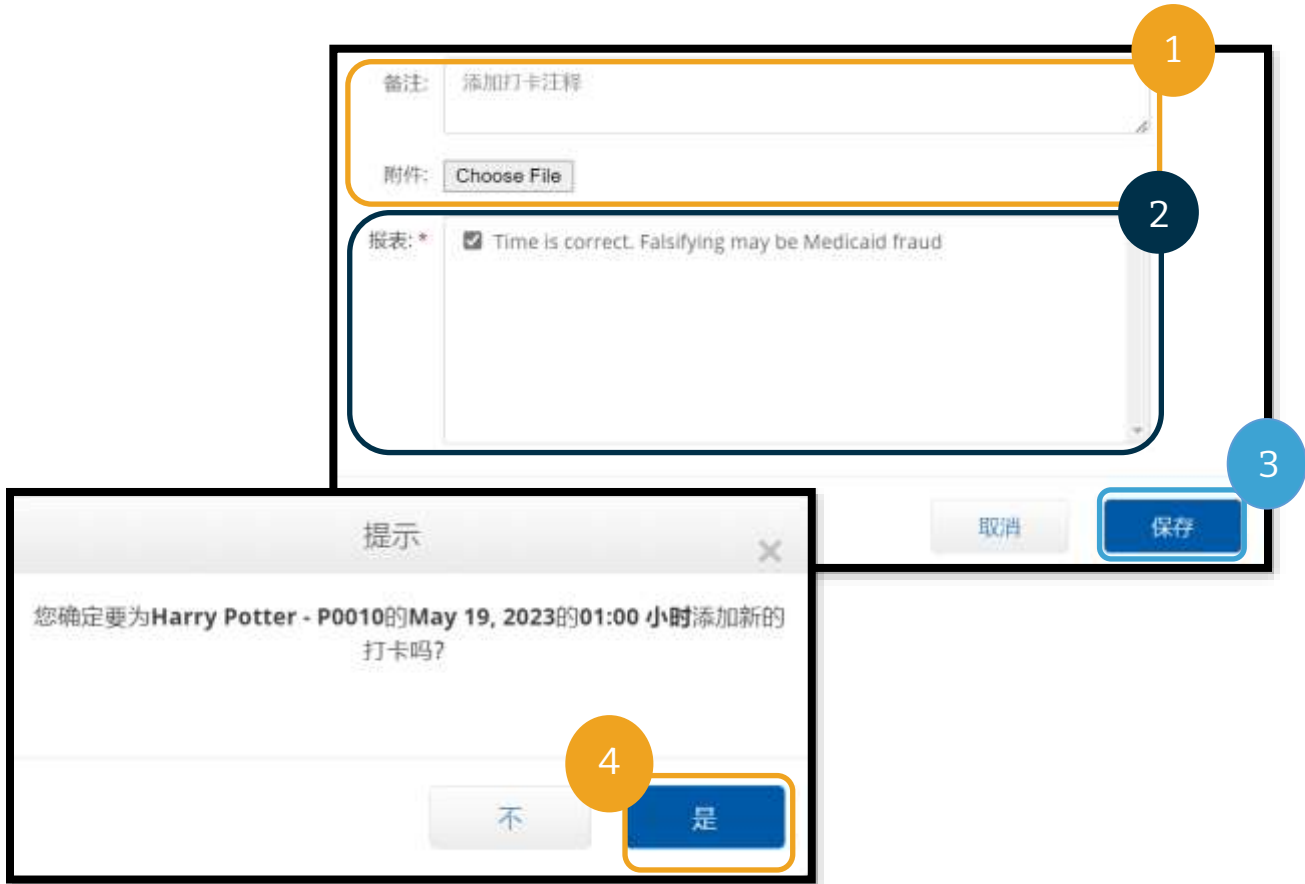 1
备注: 添加打卡注释
附件: Choose File
2
报表: * Time is correct. Falsifying may be Medicaid fraud
3
取消 保存
提示
您确定要为Harry Potter - P0010的May 19, 2023的01:00 小时添加新的
打卡吗?
4
不 是